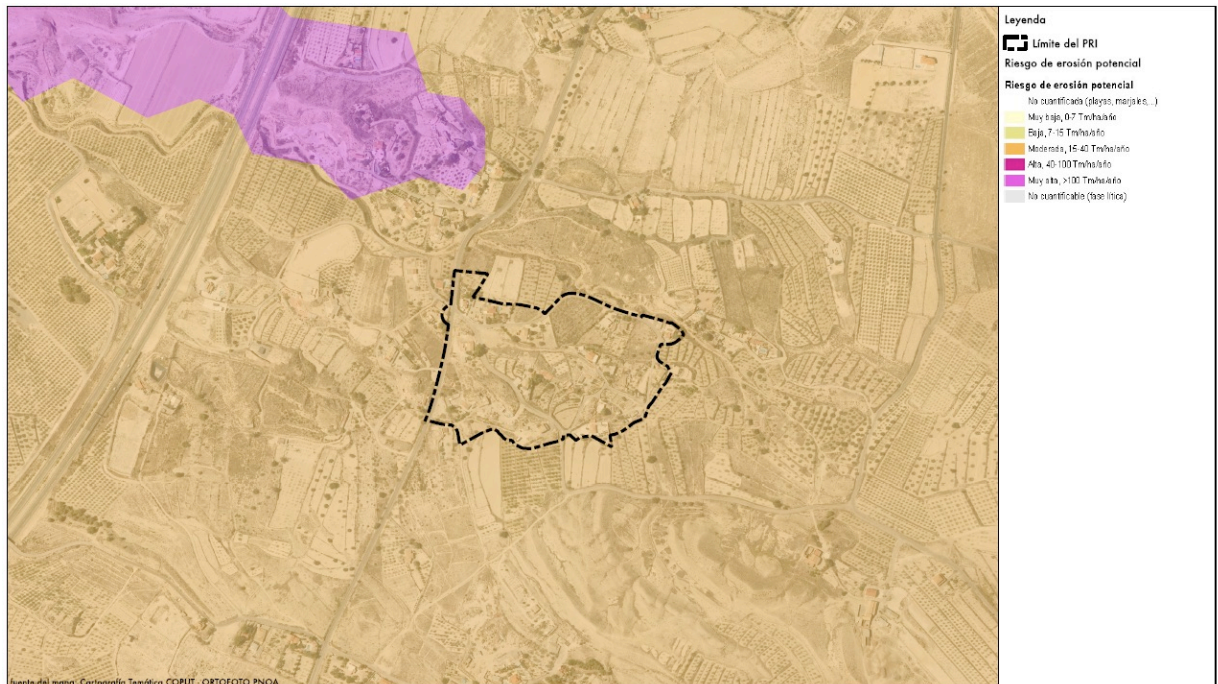 Leyenda
Límite del PRI
Riesgo de erosión potencial
Riesgo de erosión potencial
No cuantificada (playas, marjales,...)
Muy baja, 0-7 Tm/ha/año
Baja, 7-15 Tm/ha/año
Moderada, 15-40 Tm/ha/año
Alta, 40-100 Tm/ha/año
Muy alta, >100 Tm/ha/año
No cuantificable (fase lítica)
fuente del mapa: Cartografía Temática COPUT - ORTOFOTO PNOA